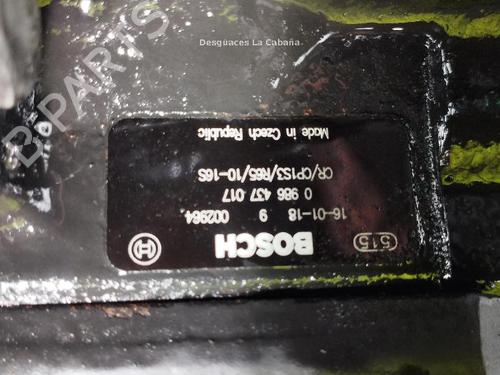 Desguaces La Cabaña
B-PARTS
515
BOSCH
16-01-18 9 002964
0 986 437 017
CR/CP1S3/R65/10-16S
Made in Czech Republic